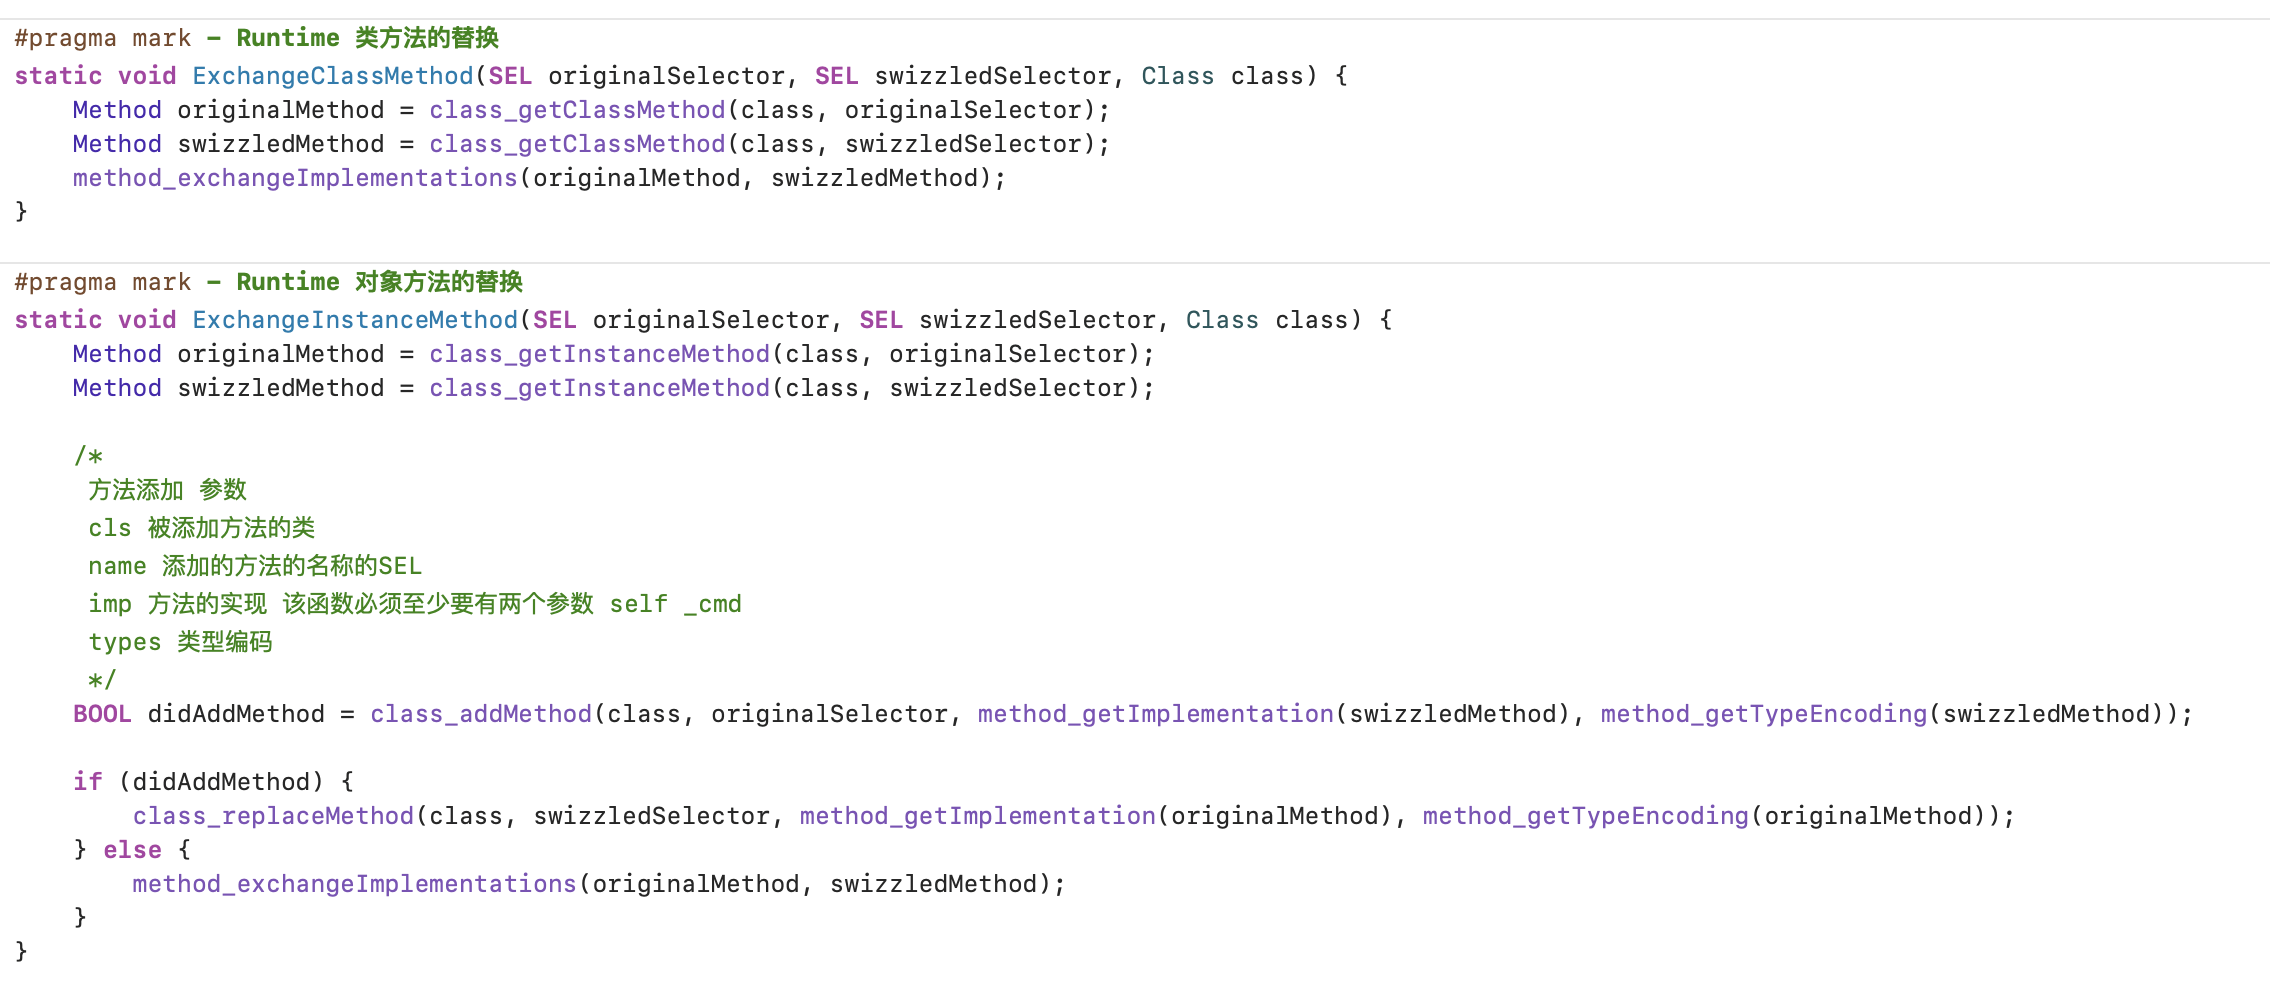 #pragma mark - Runtime 类方法的替换
static void ExchangeClassMethod(SEL originalSelector, SEL swizzledSelector, Class class) {
    Method originalMethod = class_getClassMethod(class, originalSelector);
    Method swizzledMethod = class_getClassMethod(class, swizzledSelector);
    method_exchangeImplementations(originalMethod, swizzledMethod);
}
#pragma mark - Runtime 对象方法的替换
static void ExchangeInstanceMethod(SEL originalSelector, SEL swizzledSelector, Class class) {
    Method originalMethod = class_getInstanceMethod(class, originalSelector);
    Method swizzledMethod = class_getInstanceMethod(class, swizzledSelector);
    /*
     方法添加 参数
     cls 被添加方法的类
     name 添加的方法的名称的SEL
     imp 方法的实现 该函数必须至少要有两个参数 self _cmd
     types 类型编码
     */
    BOOL didAddMethod = class_addMethod(class, originalSelector, method_getImplementation(swizzledMethod), method_getTypeEncoding(swizzledMethod));
    if (didAddMethod) {
        class_replaceMethod(class, swizzledSelector, method_getImplementation(originalMethod), method_getTypeEncoding(originalMethod));
    } else {
        method_exchangeImplementations(originalMethod, swizzledMethod);
    }
}